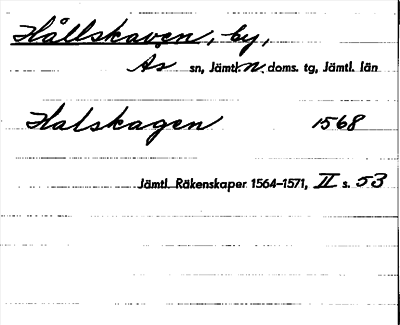 Hållskaven, by,
Ås sn, Jämtl. n. doms. tg, Jämtl. län
Halskagen 1568
Jämtl. Räkenskaper 1564–1571, II s. 53